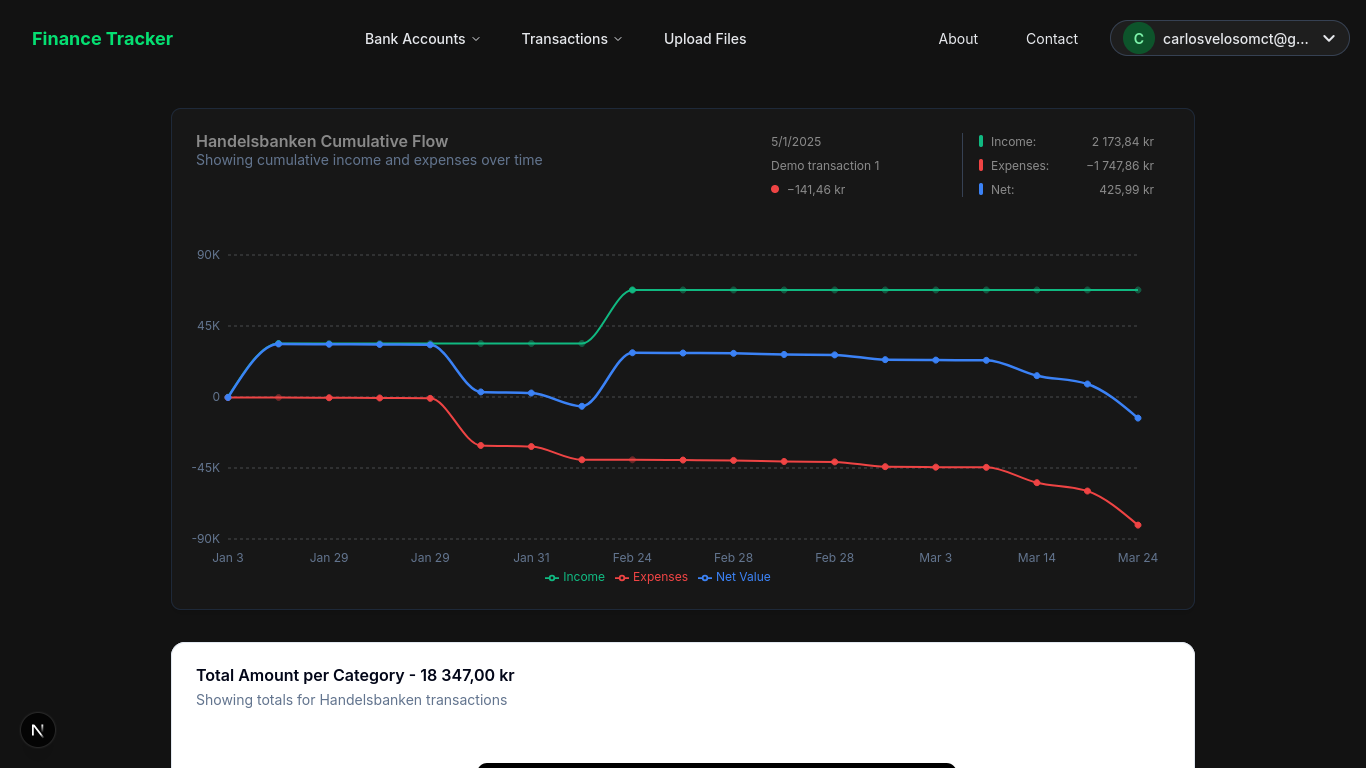 Finance Tracker
Bank Accounts
Transactions
Upload Files
About
Contact
C
carlosvelosomct@g...
Handelsbanken Cumulative Flow
Showing cumulative income and expenses over time
5/1/2025
Demo transaction 1
−141,46 kr
Income: 2 173,84 kr
Expenses: −1 747,86 kr
Net: 425,99 kr
90K
45K
0
-45K
-90K
Jan 3 Jan 29 Jan 29 Jan 31 Feb 24 Feb 28 Feb 28 Mar 3 Mar 14 Mar 24
Income Expenses Net Value
Total Amount per Category - 18 347,00 kr
Showing totals for Handelsbanken transactions
N